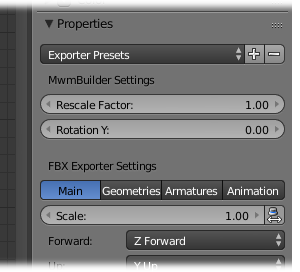 Properties
Exporter Presets
MwmBuilder Settings
Rescale Factor: 1.00
Rotation Y: 0.00
FBX Exporter Settings
Main Geometries Armatures Animation
Scale: 1.00
Forward: Z Forward
Up: Y Up